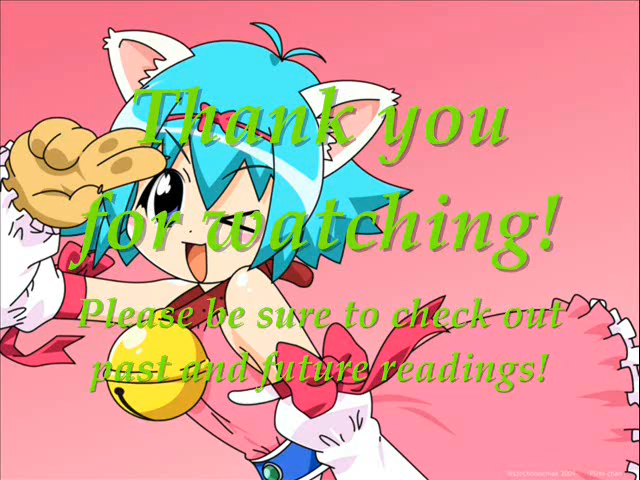 Thank you
for watching!
Please be sure to check out
past and future readings!